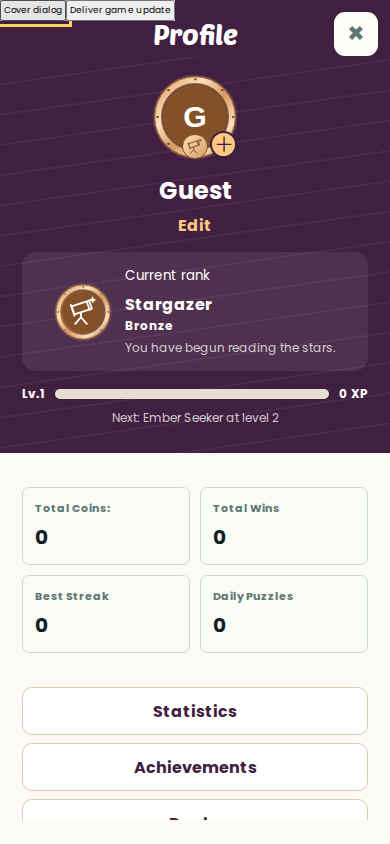 Cover dialog Deliver game update
Profile
✖
G
Guest
Edit
Current rank
Stargazer
Bronze
You have begun reading the stars.
Lv.1 0 XP
Next: Ember Seeker at level 2
Total Coins: Total Wins
0 0
Best Streak Daily Puzzles
0 0
Statistics
Achievements